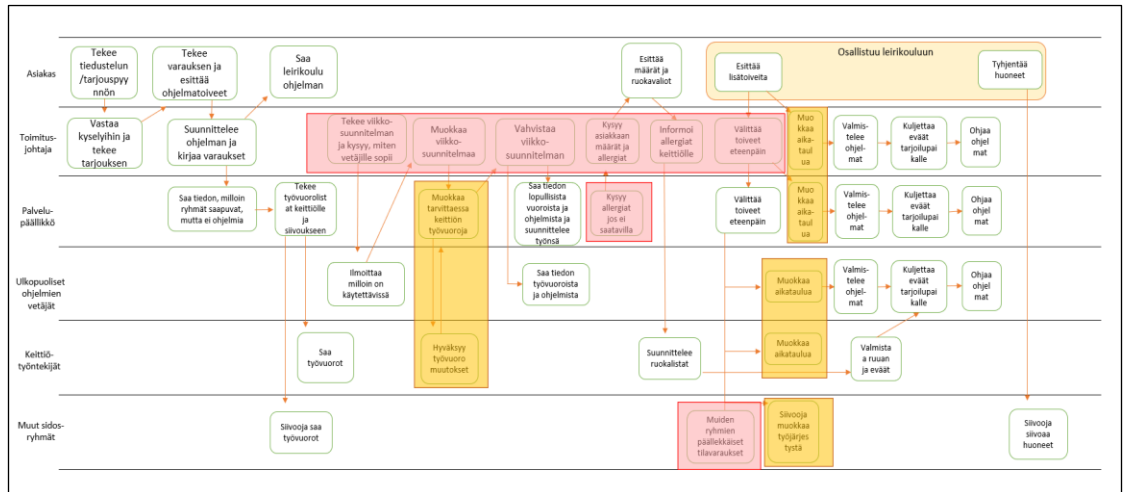 Asiakas
Tekee
tiedustelun
/tarjouspyy
nnön
Tekee
varauksen ja
esittää
ohjelmatoiveet
Saa
leirikoulu
ohjelman
Esittää
määrät ja
ruokavaliot
Esittää
lisätoiveita
Osallistuu leirikouluun
Tyhjentää
huoneet
Toimitus-
johtaja
Vastaa
kyselyihin ja
tekee
tarjouksen
Suunnittelee
ohjelman ja
kirjaa varaukset
Tekee viikko-
suunnitelman
ja kysyy, miten
vetäjille sopii
Muokkaa
viikko-
suunnitelmaa
Vahvistaa
viikko-
suunnitelman
Kysyy
asiakkaan
määrät ja
allergiat
Informoi
allergiat
keittiölle
Välittää
toiveet
eteenpäin
Muo
kkaa
aika-
taul
ua
Valmis-
telee
ohjel-
mat
Kuljettaa
eväät
tarjoilupai
kalle
Ohjaa
ohjel
mat
Palvelu-
päällikkö
Saa tiedon, milloin
ryhmät saapuvat,
mutta ei ohjelmia
Tekee
työvuorolist
at keittiölle
ja
siivoukseen
Muokkaa
tarvittaessa
keittiön
työvuoroja
Saa tiedon
lopullisista
vuoroista ja
ohjelmista ja
suunnittelee
työnsä
Kysyy
allergiat
jos ei
saatavilla
Välittää
toiveet
eteenpäin
Muo
kkaa
aika-
taul
ua
Valmis-
telee
ohjel-
mat
Kuljettaa
eväät
tarjoilupai
kalle
Ohjaa
ohjel
mat
Ulkopuoliset
ohjelmien
vetäjät
Ilmoittaa
milloin on
käytettävissä
Saa tiedon
työvuoroista
ja ohjelmista
Muokkaa
aikataulua
Valmis-
telee
ohjel-
mat
Kuljettaa
eväät
tarjoilupai
kalle
Ohjaa
ohjel
mat
Keittiö-
työntekijät
Saa
työvuorot
Hyväksyy
työvuoro
muutokset
Suunnittelee
ruokalistat
Muokkaa
aikataulua
Valmista
a ruuan
ja eväät
Muut sidos-
ryhmät
Siivooja saa
työvuorot
Muiden
ryhmien
päällekkäiset
tilavaraukset
Siivooja
muokkaa
työjärjes
tystä
Siivooja
siivoaa
huoneet